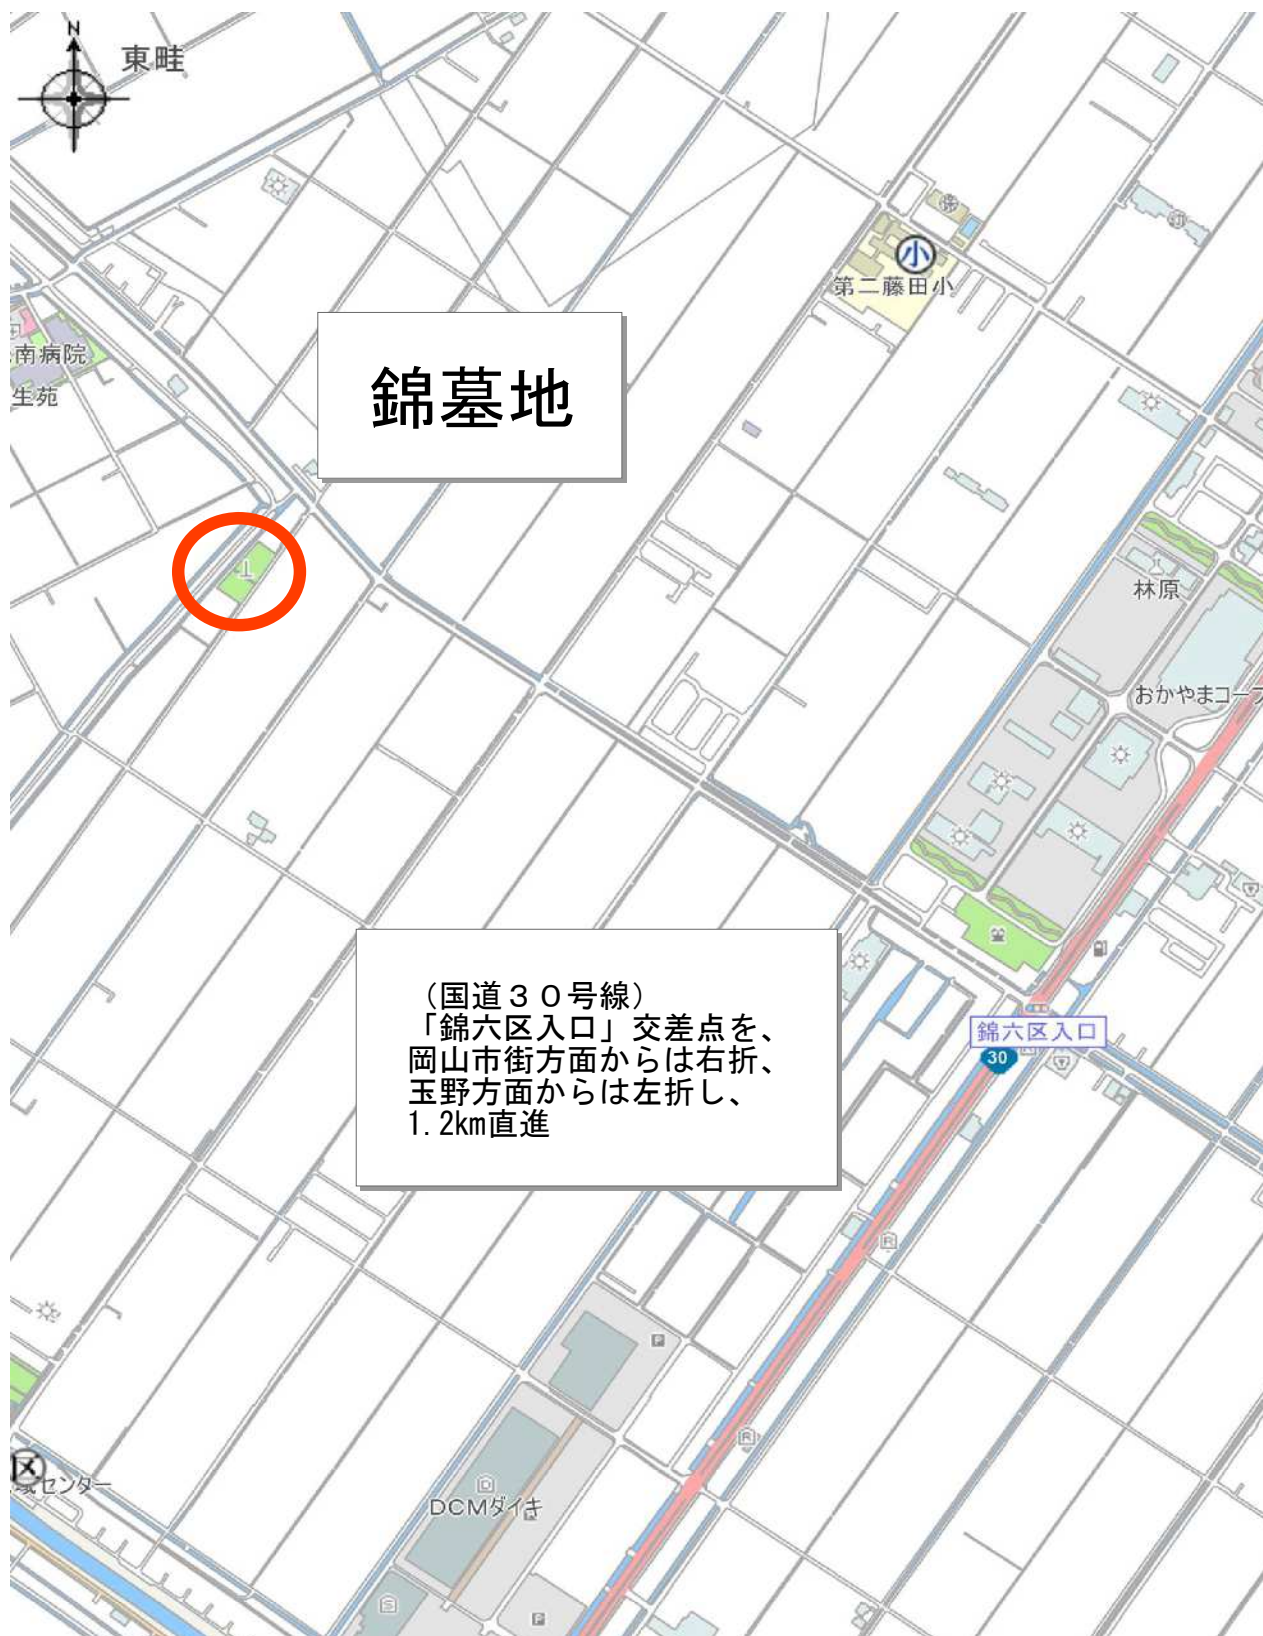 N
東畦
小
第二藤田小
南病院
生苑
錦墓地
林原
おかやまコープ
（国道３０号線）
「錦六区入口」交差点を、
岡山市街方面からは右折、
玉野方面からは左折し、
1.2km直進
錦六区入口
30
R
P
R
区
センター
DCMダイキ
S
P